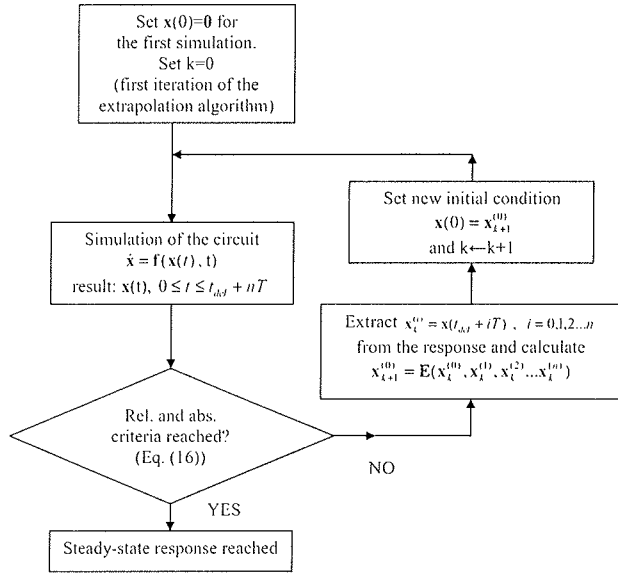 Set x(0)=0 for
the first simulation.
Set k=0
(first iteration of the
extrapolation algorithm)
Set new initial condition
x(0) = x_{k+1}^{(0)}
and k←k+1
Simulation of the circuit
ẋ = f(x(t), t)
result: x(t), 0 ≤ t ≤ t_{del} + nT
Extract x_k^{(i)} = x(t_{del} + iT) , i = 0,1,2...n
from the response and calculate
x_{k+1}^{(0)} = E(x_k^{(0)}, x_k^{(1)}, x_k^{(2)}...x_k^{(n)})
Rel. and abs.
criteria reached?
(Eq. (16))
NO
YES
Steady-state response reached